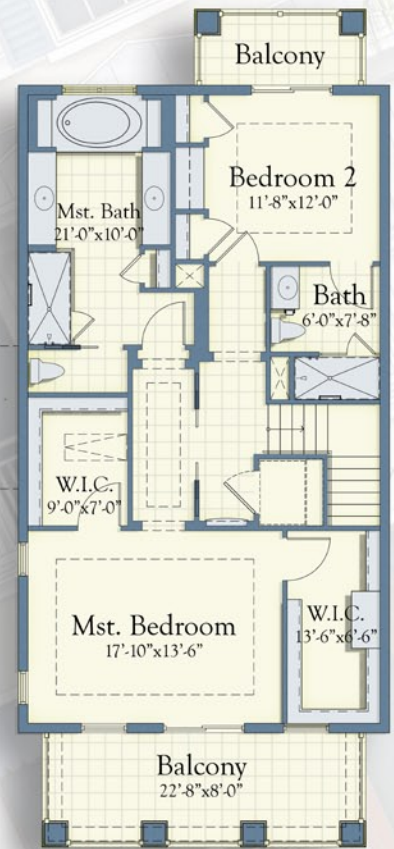 Balcony
Bedroom 2
11'-8"x12'-0"
Mst. Bath
21'-0"x10'-0"
Bath
6'-0"x7'-8"
W.I.C.
9'-0"x7'-0"
Mst. Bedroom
17'-10"x13'-6"
W.I.C.
13'-6"x6'-6"
Balcony
22'-8"x8'-0"